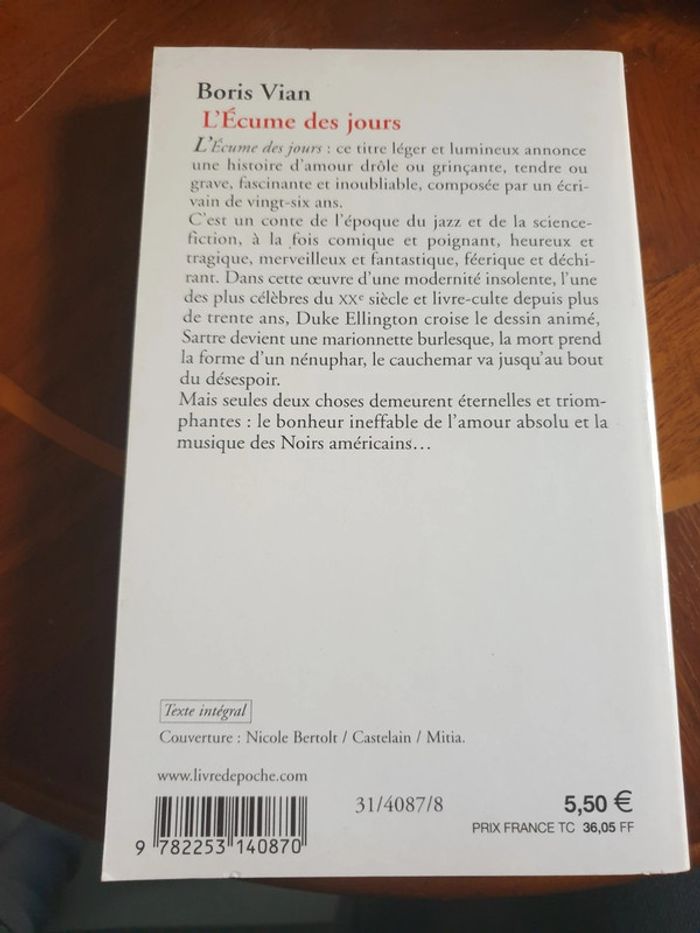 Boris Vian
L'Écume des jours
L'Écume des jours : ce titre léger et lumineux annonce
une histoire d'amour drôle ou grinçante, tendre ou
grave, fascinante et inoubliable, composée par un écri-
vain de vingt-six ans.
C'est un conte de l'époque du jazz et de la science-
fiction, à la fois comique et poignant, heureux et
tragique, merveilleux et fantastique, féerique et déchi-
rant. Dans cette œuvre d'une modernité insolente, l'une
des plus célèbres du XXe siècle et livre-culte depuis plus
de trente ans, Duke Ellington croise le dessin animé,
Sartre devient une marionnette burlesque, la mort prend
la forme d'un nénuphar, le cauchemar va jusqu'au bout
du désespoir.
Mais seules deux choses demeurent éternelles et triom-
phantes : le bonheur ineffable de l'amour absolu et la
musique des Noirs américains...
Texte intégral
Couverture : Nicole Bertolt / Castelain / Mitia.
www.livredepoche.com
31/4087/8
5,50 €
PRIX FRANCE TC 36,05 FF
9 782253 140870